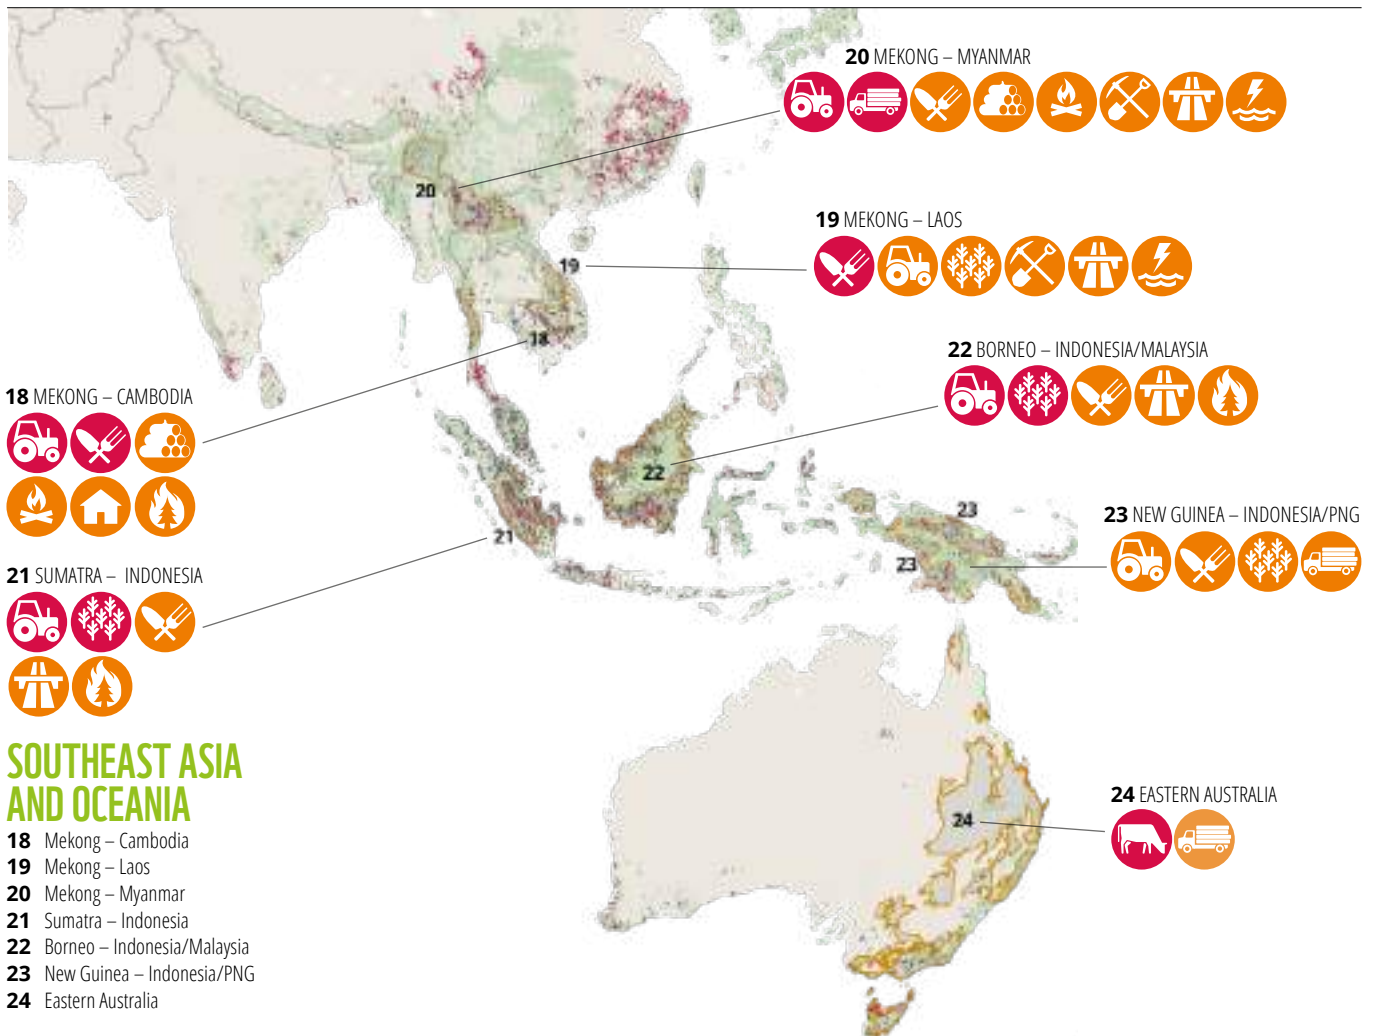 20 MEKONG – MYANMAR
20
19 MEKONG – LAOS
19
22 BORNEO – INDONESIA/MALAYSIA
18
18 MEKONG – CAMBODIA
22
23
23 NEW GUINEA – INDONESIA/PNG
21
23
21 SUMATRA – INDONESIA
SOUTHEAST ASIA
AND OCEANIA
24 EASTERN AUSTRALIA
24
18 Mekong – Cambodia
19 Mekong – Laos
20 Mekong – Myanmar
21 Sumatra – Indonesia
22 Borneo – Indonesia/Malaysia
23 New Guinea – Indonesia/PNG
24 Eastern Australia